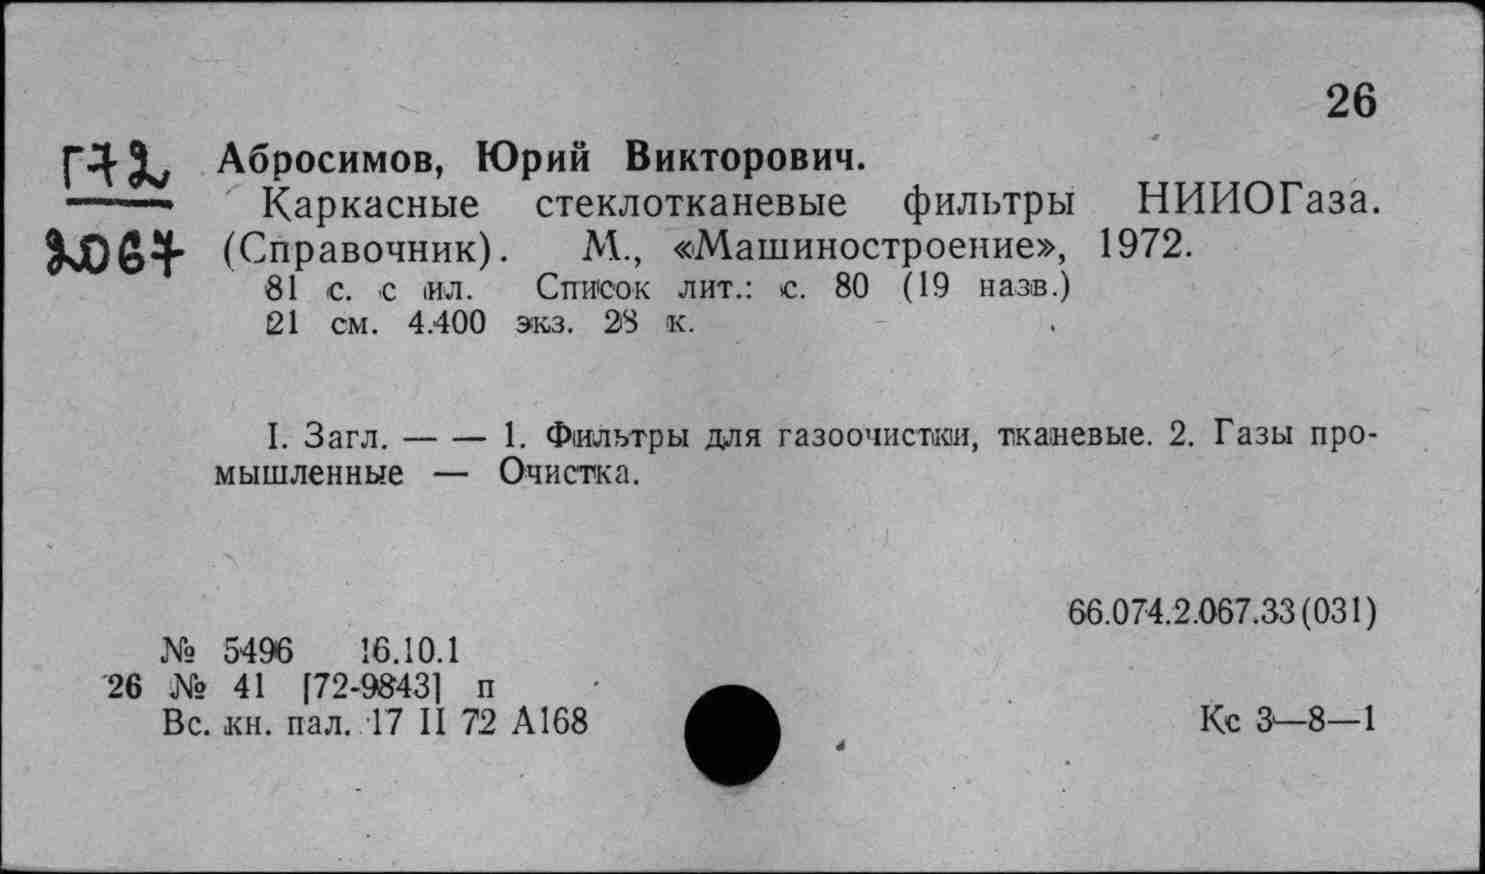 26
Г72
Абросимов, Юрий Викторович.
Каркасные стеклотканевые фильтры НИИОГаза.
(Справочник). М., «Машиностроение», 1972.
81 с. с ил. Список лит.: с. 80 (19 назв.)
21 см. 4.400 экз. 28 к.
I. Загл. — — 1. Фильтры для газоочистки, тканевые. 2. Газы про-
мышленные — Очистка.
66.074.2.067.33(031)
№ 5496 16.10.1
26 № 41 [72-9843] п
Вс. кн. пал. 17 II 72 А168
Кс 3—8—1